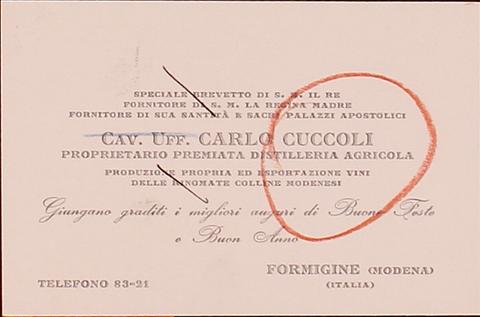 SPECIALE BREVETTO DI S. M. IL RE
FORNITORE DI S. M. LA REGINA MADRE
FORNITORE DI SUA SANTITÀ E SACRI PALAZZI APOSTOLICI
CAV. UFF. CARLO CUCCOLI
PROPRIETARIO PREMIATA DISTILLERIA AGRICOLA
PRODUZIONE PROPRIA ED ESPORTAZIONE VINI
DELLE RINOMATE COLLINE MODENESI
Giungano graditi i migliori auguri di Buone Feste
e Buon Anno
FORMIGINE (MODENA)
(ITALIA)
TELEFONO 83-21